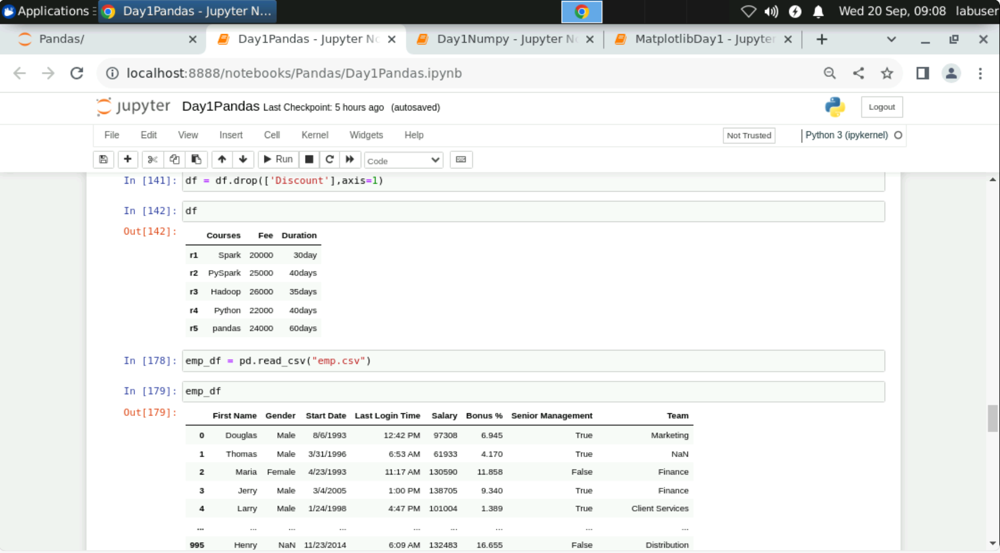 Applications Day1Pandas - Jupyter N... Wed 20 Sep, 09:08 labuser
Pandas/ Day1Pandas - Jupyter No Day1Numpy - Jupyter No MatplotlibDay1 - Jupyter
localhost:8888/notebooks/Pandas/Day1Pandas.ipynb
jupyter Day1Pandas Last Checkpoint: 5 hours ago (autosaved) Logout
File Edit View Insert Cell Kernel Widgets Help Not Trusted Python 3 (ipykernel)
Run Code
In [141]: df = df.drop(['Discount'],axis=1)
In [142]: df
Out[142]:
Courses Fee Duration
r1 Spark 20000 30day
r2 PySpark 25000 40days
r3 Hadoop 26000 35days
r4 Python 22000 40days
r5 pandas 24000 60days
In [178]: emp_df = pd.read_csv("emp.csv")
In [179]: emp_df
Out[179]:
First Name Gender Start Date Last Login Time Salary Bonus % Senior Management Team
0 Douglas Male 8/6/1993 12:42 PM 97308 6.945 True Marketing
1 Thomas Male 3/31/1996 6:53 AM 61933 4.170 True NaN
2 Maria Female 4/23/1993 11:17 AM 130590 11.858 False Finance
3 Jerry Male 3/4/2005 1:00 PM 138705 9.340 True Finance
4 Larry Male 1/24/1998 4:47 PM 101004 1.389 True Client Services
... ... ... ... ... ... ... ... ...
995 Henry NaN 11/23/2014 6:09 AM 132483 16.655 False Distribution